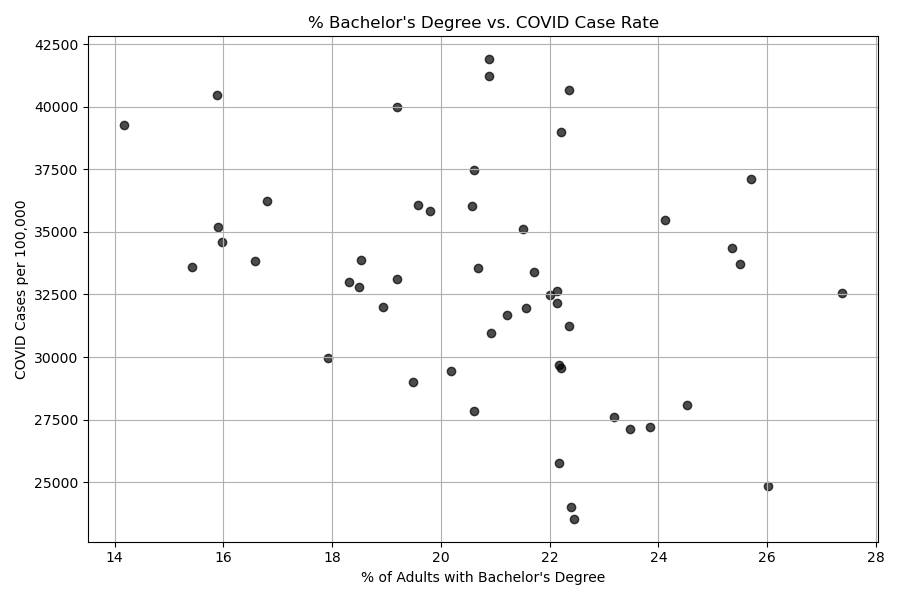 % Bachelor's Degree vs. COVID Case Rate
42500
40000
37500
35000
32500
30000
27500
25000
COVID Cases per 100,000
14 16 18 20 22 24 26 28
% of Adults with Bachelor's Degree